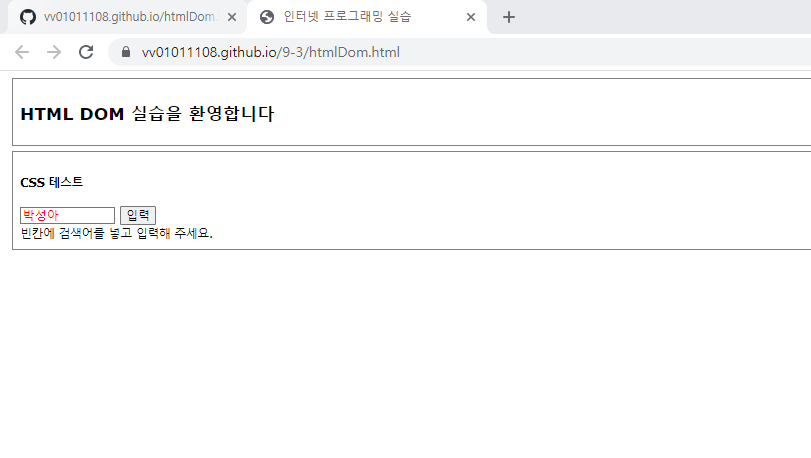 vv01011108.github.io/htmlDom.
인터넷 프로그래밍 실습
vv01011108.github.io/9-3/htmlDom.html
HTML DOM 실습을 환영합니다
CSS 테스트
박성아 입력
빈칸에 검색어를 넣고 입력해 주세요.